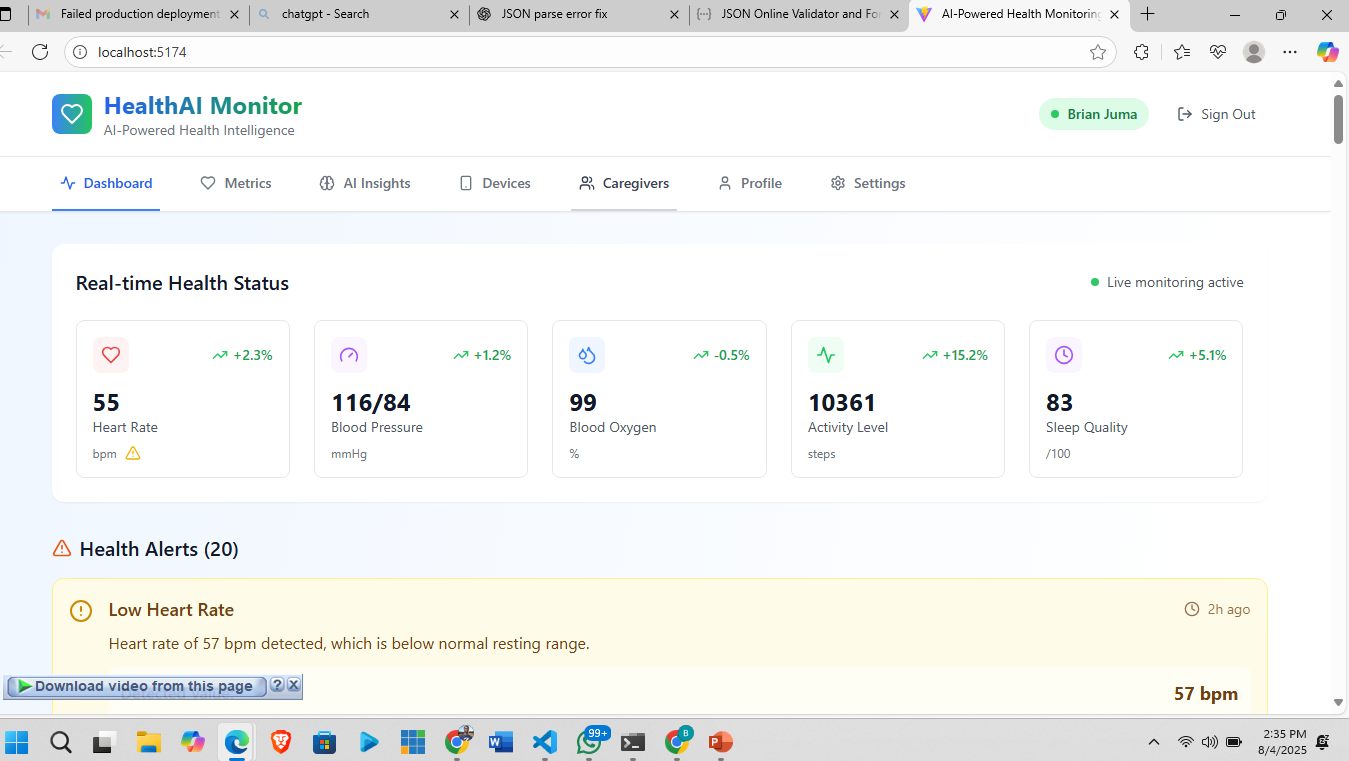 Failed production deployment
chatgpt - Search
JSON parse error fix
JSON Online Validator and For
AI-Powered Health Monitoring
localhost:5174
HealthAI Monitor
AI-Powered Health Intelligence
Brian Juma
Sign Out
Dashboard
Metrics
AI Insights
Devices
Caregivers
Profile
Settings
Real-time Health Status
Live monitoring active
+2.3%
55
Heart Rate
bpm
+1.2%
116/84
Blood Pressure
mmHg
-0.5%
99
Blood Oxygen
%
+15.2%
10361
Activity Level
steps
+5.1%
83
Sleep Quality
/100
Health Alerts (20)
Low Heart Rate
2h ago
Heart rate of 57 bpm detected, which is below normal resting range.
Download video from this page
?
Detected Value:
57 bpm
99+
B
2:35 PM
8/4/2025